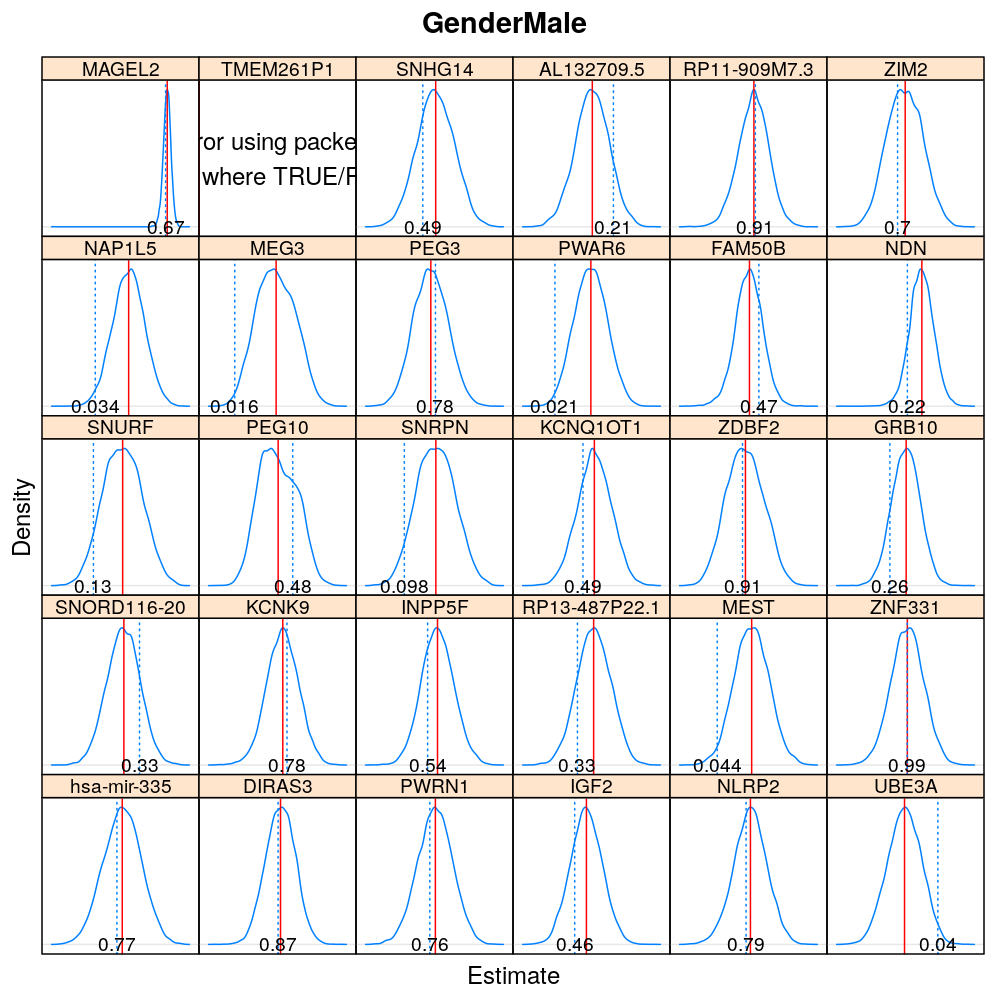 GenderMale
MAGEL2 TMEM261P1 SNHG14 AL132709.5 RP11-909M7.3 ZIM2
ror using packe
where TRUE/F
0.67 0.49 0.21 0.91 0.7
NAP1L5 MEG3 PEG3 PWAR6 FAM50B NDN
0.034 0.016 0.78 0.021 0.47 0.22
SNURF PEG10 SNRPN KCNQ1OT1 ZDBF2 GRB10
0.13 0.48 0.098 0.49 0.91 0.26
SNORD116-20 KCNK9 INPP5F RP13-487P22.1 MEST ZNF331
0.33 0.78 0.54 0.33 0.044 0.99
hsa-mir-335 DIRAS3 PWRN1 IGF2 NLRP2 UBE3A
0.77 0.87 0.76 0.46 0.79 0.04
Density
Estimate